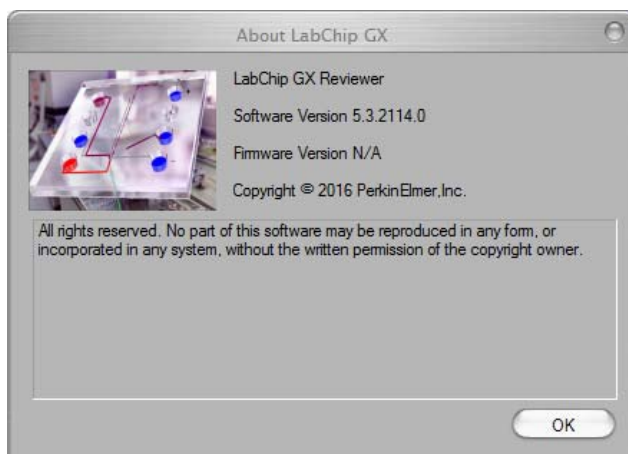 About LabChip GX
LabChip GX Reviewer
Software Version 5.3.2114.0
Firmware Version N/A
Copyright © 2016 PerkinElmer,Inc.
All rights reserved. No part of this software may be reproduced in any form, or
incorporated in any system, without the written permission of the copyright owner.
OK